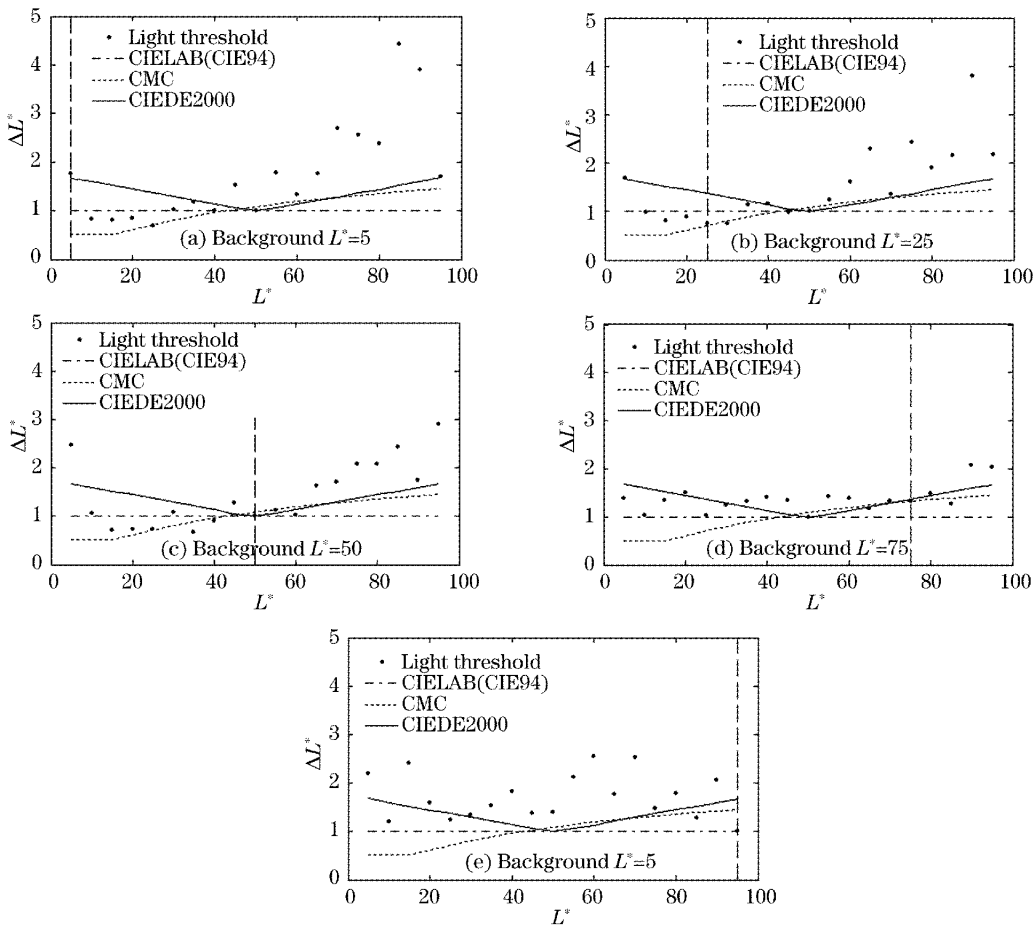 5
4
3
2
1
0
ΔL*
Light threshold
CIELAB(CIE94)
CMC
CIEDE2000
(a) Background L*=5
0 20 40 60 80 100
L*
5
4
3
2
1
0
ΔL*
Light threshold
CIELAB(CIE94)
CMC
CIEDE2000
(b) Background L*=25
0 20 40 60 80 100
L*
5
4
3
2
1
0
ΔL*
Light threshold
CIELAB(CIE94)
CMC
CIEDE2000
(c) Background L*=50
0 20 40 60 80 100
L*
5
4
3
2
1
0
ΔL*
Light threshold
CIELAB(CIE94)
CMC
CIEDE2000
(d) Background L*=75
0 20 40 60 80 100
L*
5
4
3
2
1
0
ΔL*
Light threshold
CIELAB(CIE94)
CMC
CIEDE2000
(e) Background L*=5
0 20 40 60 80 100
L*